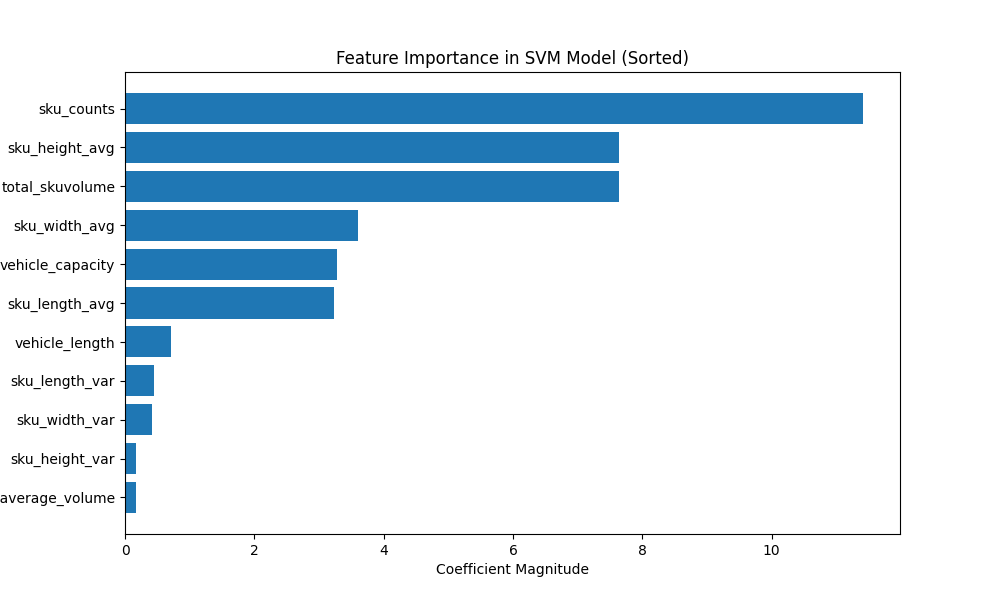 Feature Importance in SVM Model (Sorted)
sku_counts
sku_height_avg
total_skuvolume
sku_width_avg
vehicle_capacity
sku_length_avg
vehicle_length
sku_length_var
sku_width_var
sku_height_var
average_volume
0 2 4 6 8 10
Coefficient Magnitude